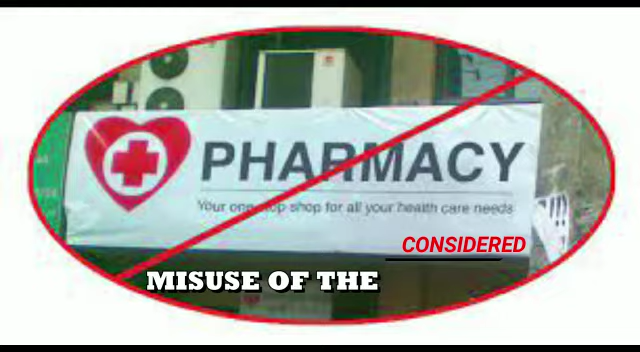 PHARMACY
Your one stop shop for all your health care needs
CONSIDERED
MISUSE OF THE